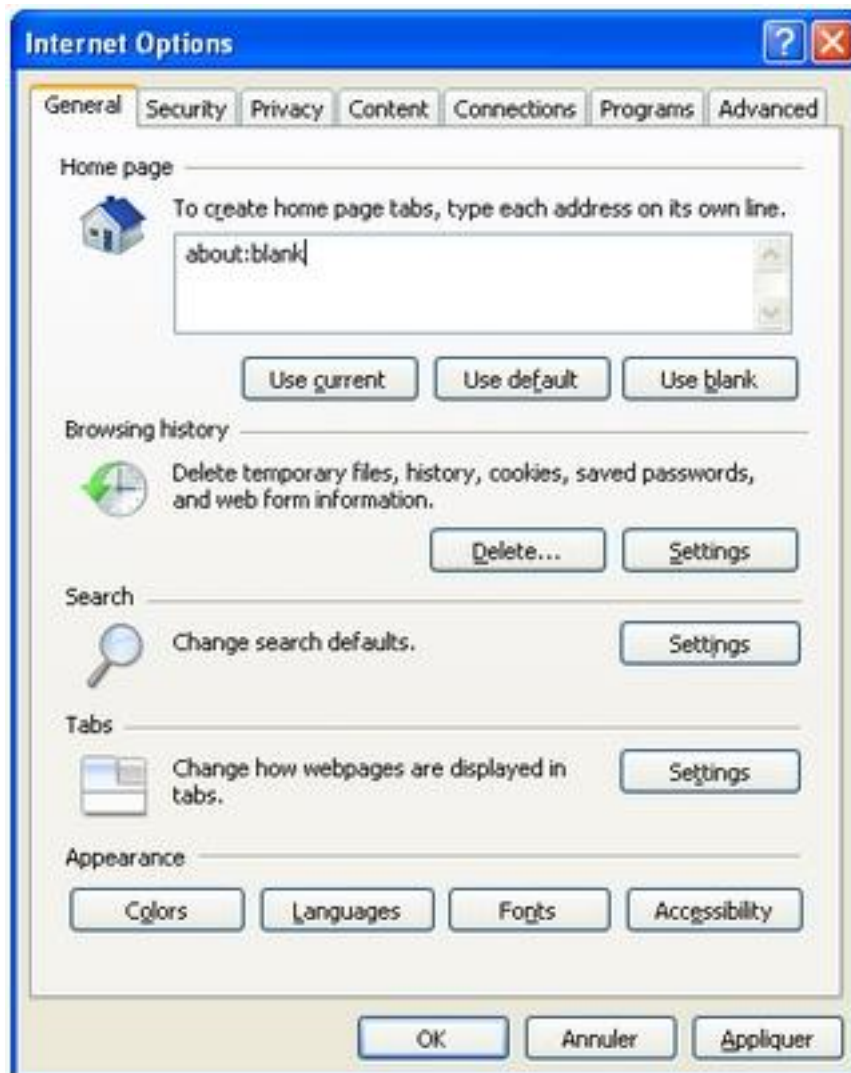 Internet Options
General Security Privacy Content Connections Programs Advanced
Home page
To create home page tabs, type each address on its own line.
about:blank
Use current Use default Use blank
Browsing history
Delete temporary files, history, cookies, saved passwords,
and web form information.
Delete... Settings
Search
Change search defaults.
Settings
Tabs
Change how webpages are displayed in
tabs.
Settings
Appearance
Colors Languages Fonts Accessibility
OK Annuler Appliquer